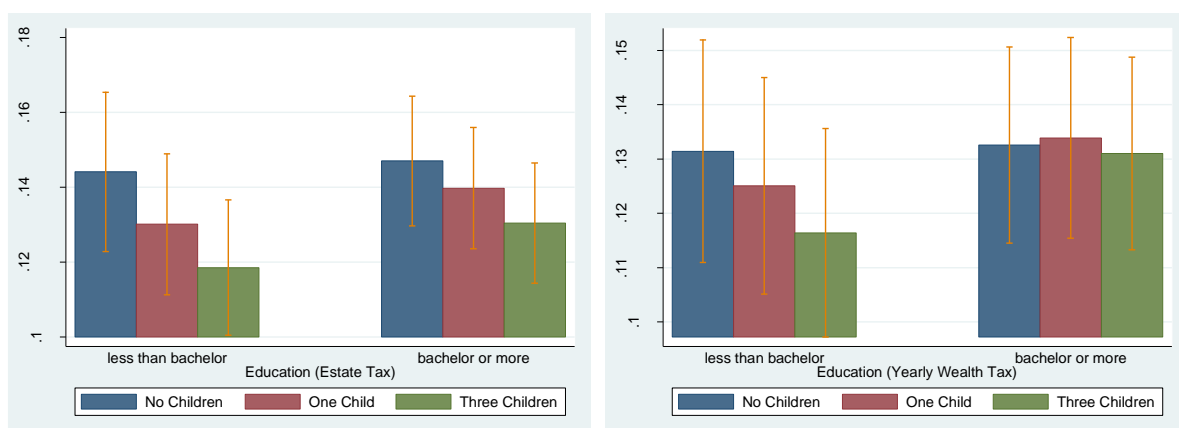 .18
.16
.14
.12
.1
less than bachelor
bachelor or more
Education (Estate Tax)
No Children
One Child
Three Children
.15
.14
.13
.12
.11
.1
less than bachelor
bachelor or more
Education (Yearly Wealth Tax)
No Children
One Child
Three Children